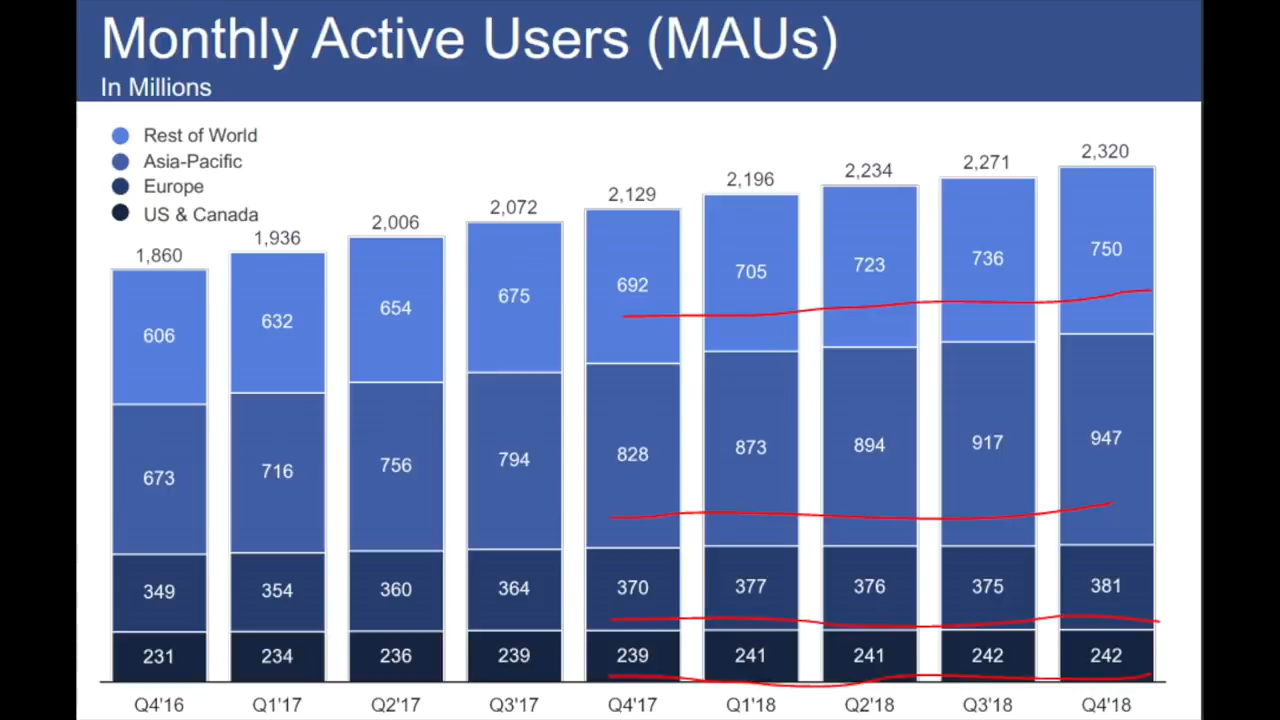 Monthly Active Users (MAUs)
In Millions
Rest of World
Asia-Pacific
Europe
US & Canada
1,860 1,936 2,006 2,072 2,129 2,196 2,234 2,271 2,320
606 632 654 675 692 705 723 736 750
673 716 756 794 828 873 894 917 947
349 354 360 364 370 377 376 375 381
231 234 236 239 239 241 241 242 242
Q4'16 Q1'17 Q2'17 Q3'17 Q4'17 Q1'18 Q2'18 Q3'18 Q4'18